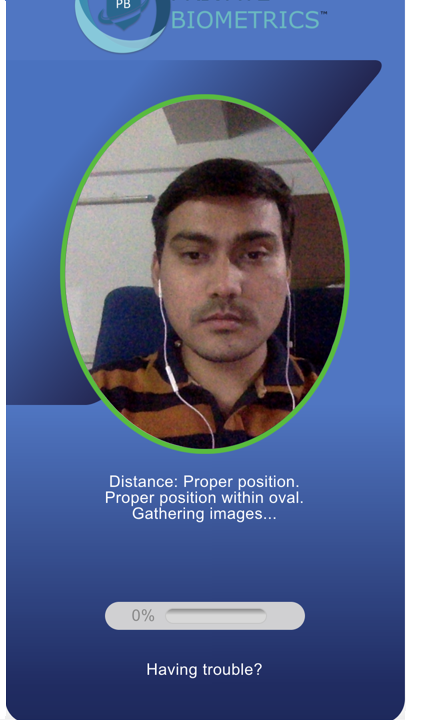 PB
BIOMETRICS™
Distance: Proper position.
Proper position within oval.
Gathering images...
0%
Having trouble?